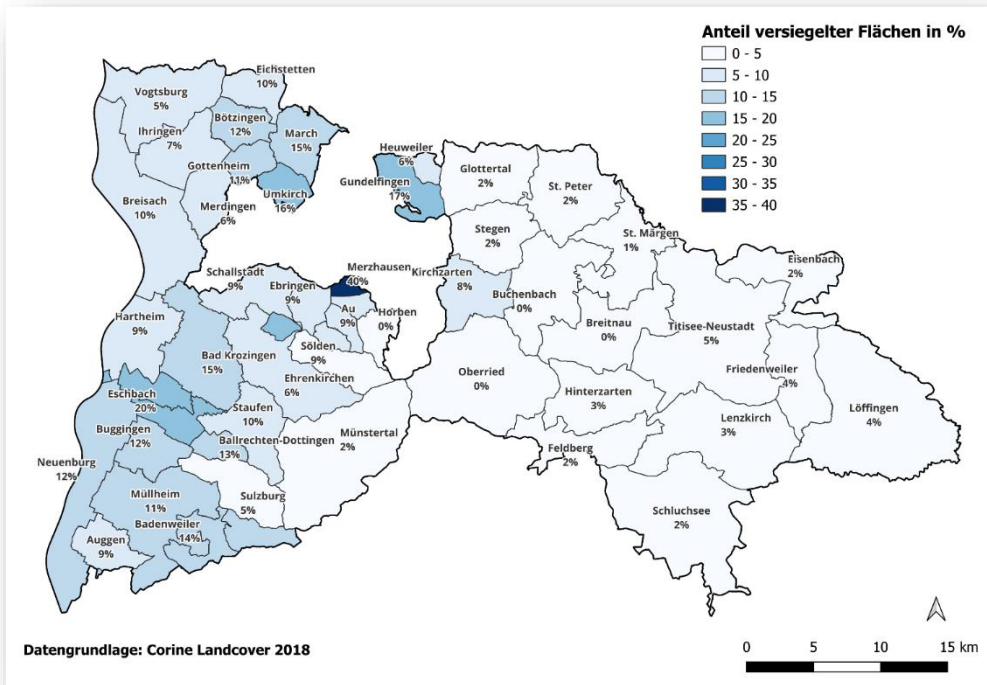 Anteil versiegelter Flächen in %
0 - 5
5 - 10
10 - 15
15 - 20
20 - 25
25 - 30
30 - 35
35 - 40
Eichstetten
10%
Vogtsburg
5%
Bötzingen
12%
March
15%
Ihringen
7%
Gottenheim
11%
Umkirch
16%
Breisach
10%
Merdingen
6%
Heuweiler
6%
Gundelfingen
17%
Glottertal
2%
St. Peter
2%
Stegen
2%
St. Märgen
1%
Eisenbach
2%
Schallstadt
9%
Ebringen
9%
Merzhausen
40%
Kirchzarten
8%
Buchenbach
0%
Au
9%
Horben
0%
Hartheim
9%
Sölden
9%
Breitnau
0%
Titisee-Neustadt
5%
Bad Krozingen
15%
Ehrenkirchen
6%
Oberried
0%
Hinterzarten
3%
Friedenweiler
4%
Löffingen
4%
Eschbach
20%
Staufen
10%
Lenzkirch
3%
Buggingen
12%
Ballrechten-Dottingen
13%
Münstertal
2%
Feldberg
2%
Neuenburg
12%
Müllheim
11%
Sulzburg
5%
Schluchsee
2%
Badenweiler
14%
Auggen
9%
Datengrundlage: Corine Landcover 2018
0 5 10 15 km